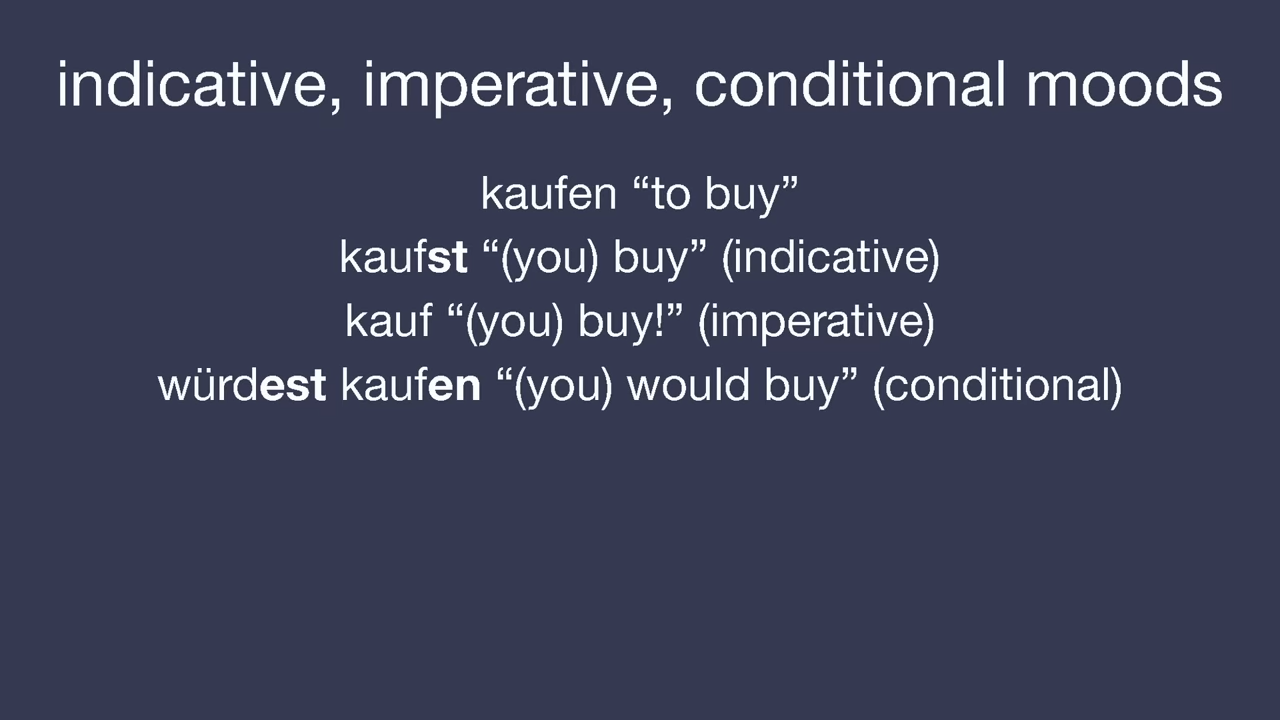 indicative, imperative, conditional moods
kaufen “to buy”
kaufst “(you) buy” (indicative)
kauf “(you) buy!” (imperative)
würdest kaufen “(you) would buy” (conditional)